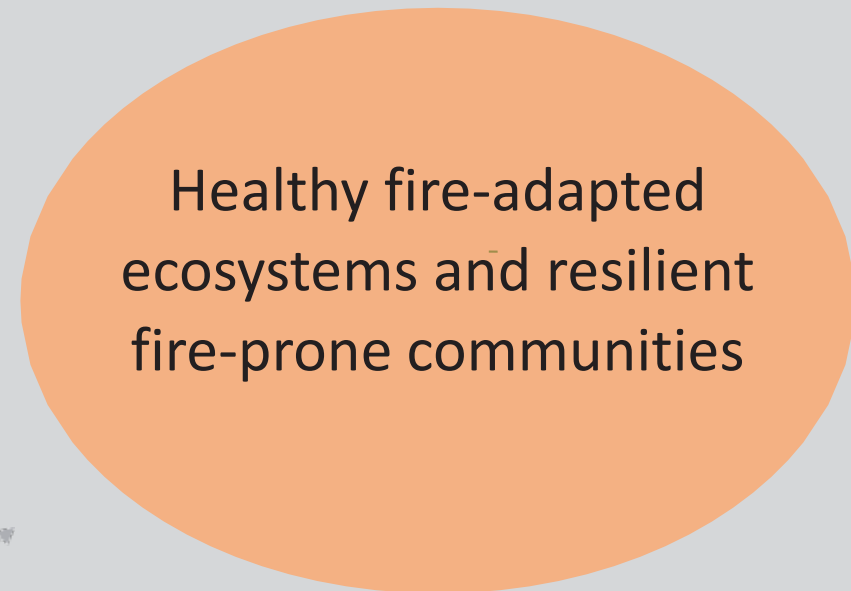 Healthy fire-adapted
ecosystems and resilient
fire-prone communities